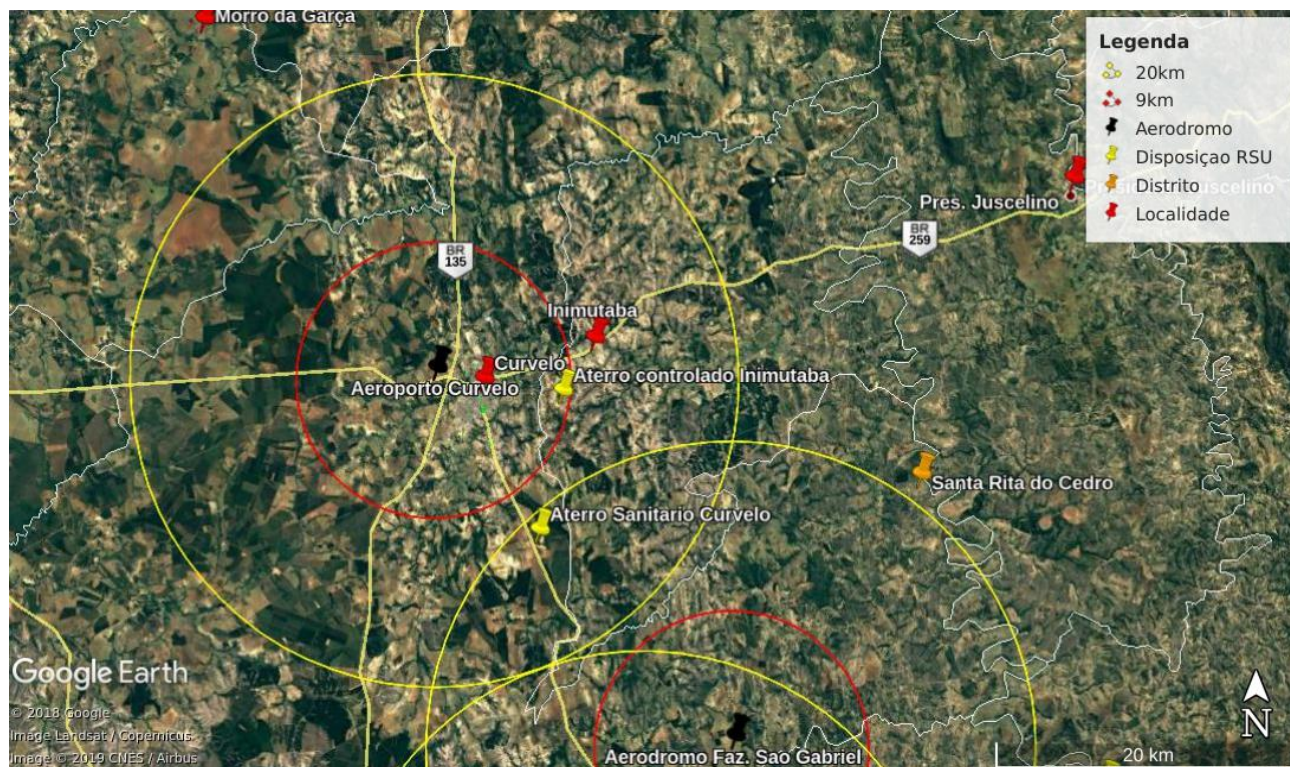 Morro da Garça
Legenda
20km
9km
Aerodromo
Disposiçao RSU
Distrito
Localidade
Pres. Juscelino
BR
259
BR
135
Inimutaba
Curvelo
Aterro controlado Inimutaba
Aeroporto Curvelo
Santa Rita do Cedro
Aterro Sanitario Curvelo
Google Earth
© 2018 Google
Image Landsat / Copernicus
Image © 2019 CNES / Airbus
Aerodromo Faz. Sao Gabriel
N
20 km